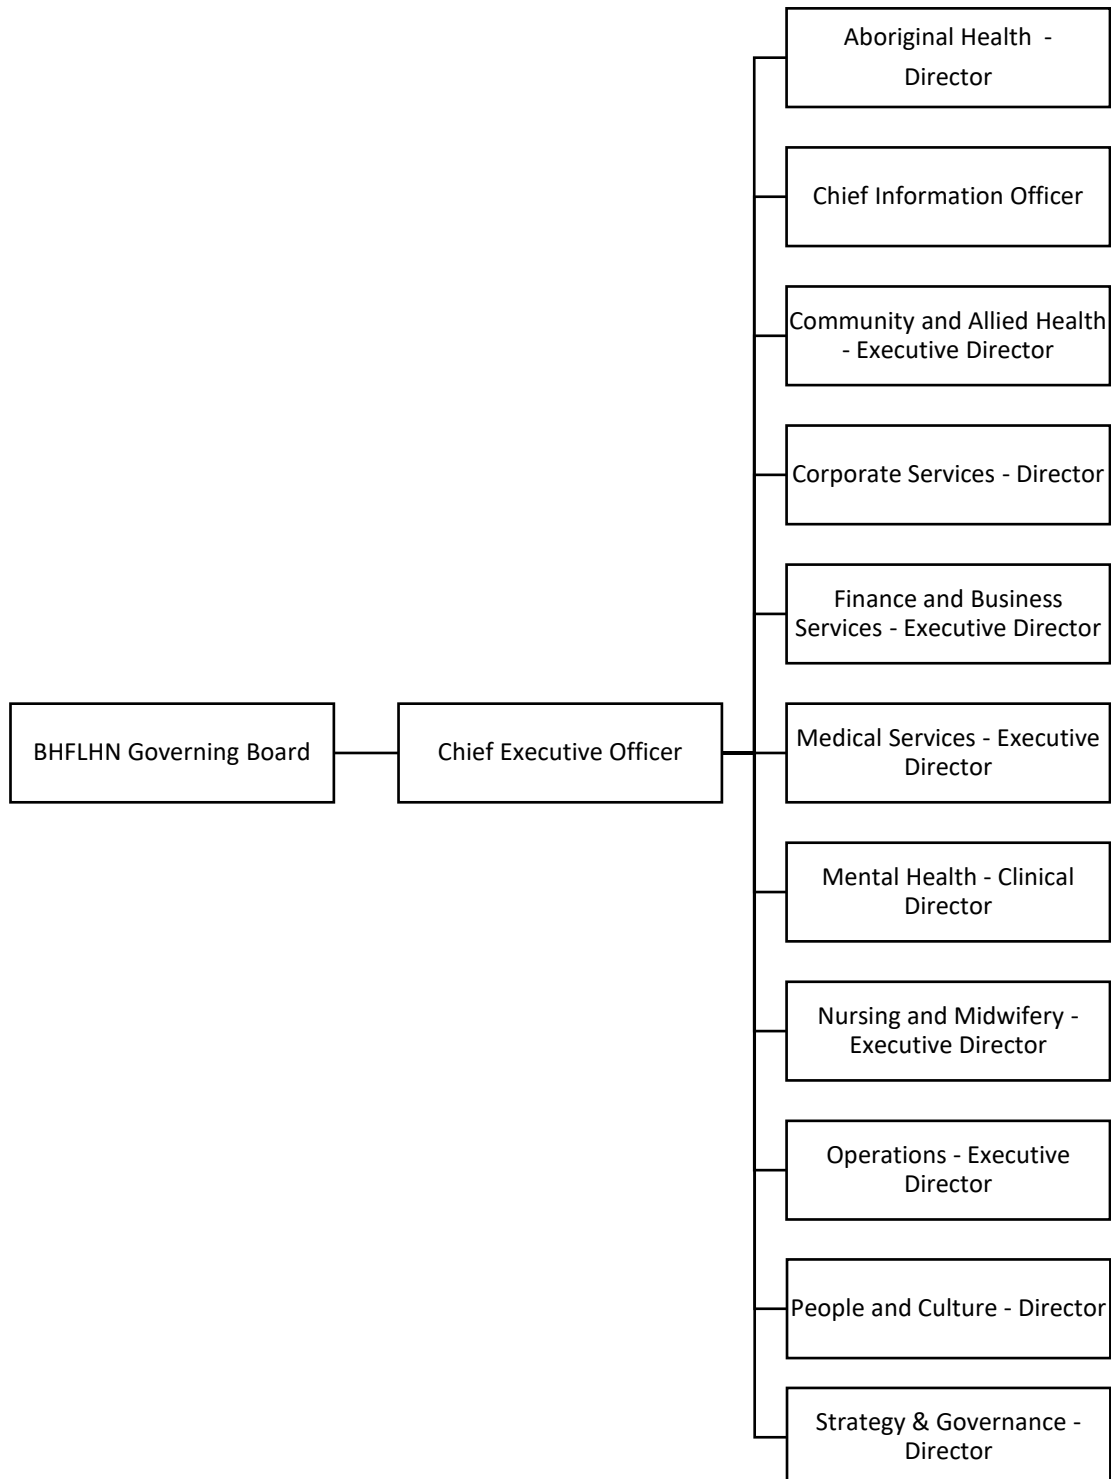 Aboriginal Health  -
Director
Chief Information Officer
Community and Allied Health
- Executive Director
Corporate Services - Director
Finance and Business
Services - Executive Director
BHFLHN Governing Board
Chief Executive Officer
Medical Services - Executive
Director
Mental Health - Clinical
Director
Nursing and Midwifery -
Executive Director
Operations - Executive
Director
People and Culture - Director
Strategy & Governance -
Director